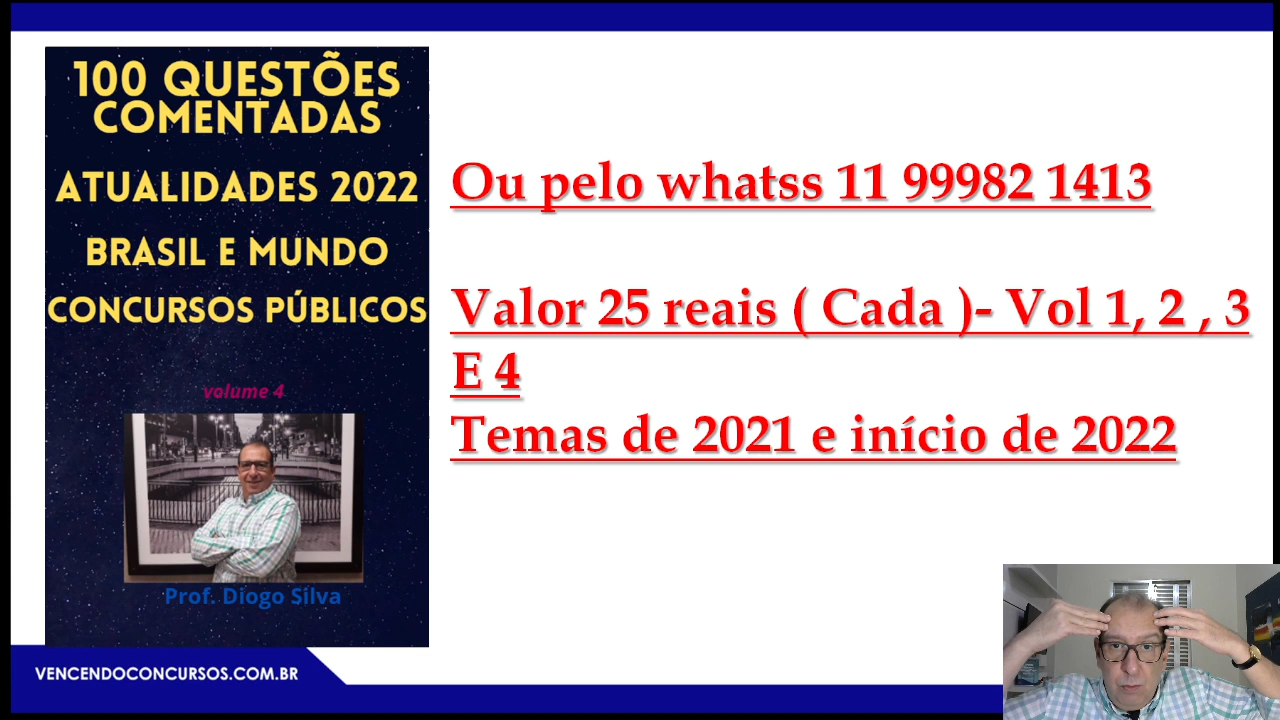 100 QUESTÕES
COMENTADAS
ATUALIDADES 2022
BRASIL E MUNDO
CONCURSOS PÚBLICOS
volume 4
Prof. Diogo Silva
Ou pelo whatss 11 99982 1413
Valor 25 reais ( Cada )- Vol 1, 2 , 3
E 4
Temas de 2021 e início de 2022
VENCENDOCONCURSOS.COM.BR